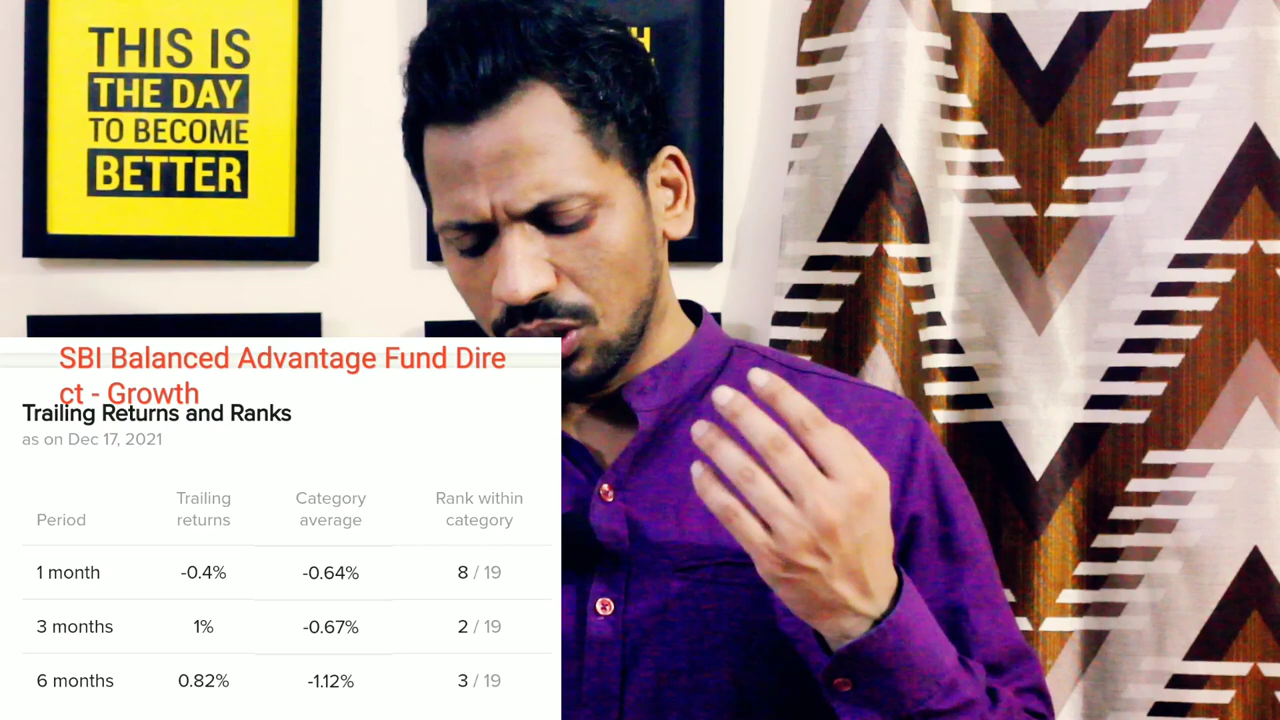 THIS IS
THE DAY
TO BECOME
BETTER
H
SBI Balanced Advantage Fund Dire
ct - Growth
Trailing Returns and Ranks
as on Dec 17, 2021
Period Trailing returns Category average Rank within category
1 month -0.4% -0.64% 8 / 19
3 months 1% -0.67% 2 / 19
6 months 0.82% -1.12% 3 / 19